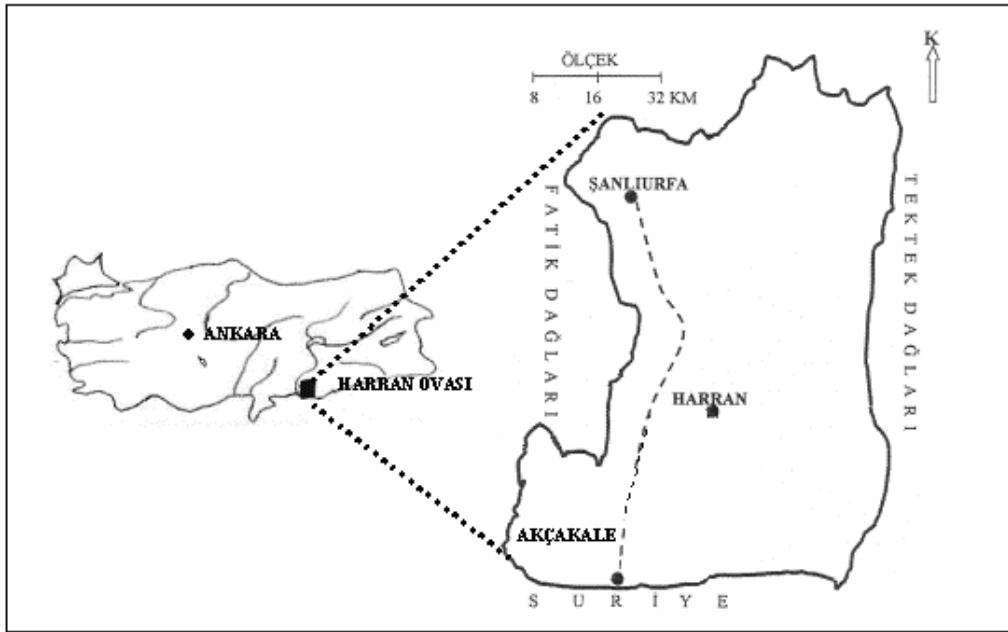 ÖLÇEK
8 16 32 KM
K
ŞANLIURFA
FATİK DAĞLARI
TEKTEK DAĞLARI
ANKARA
HARRAN OVASI
HARRAN
AKÇAKALE
SURİYE